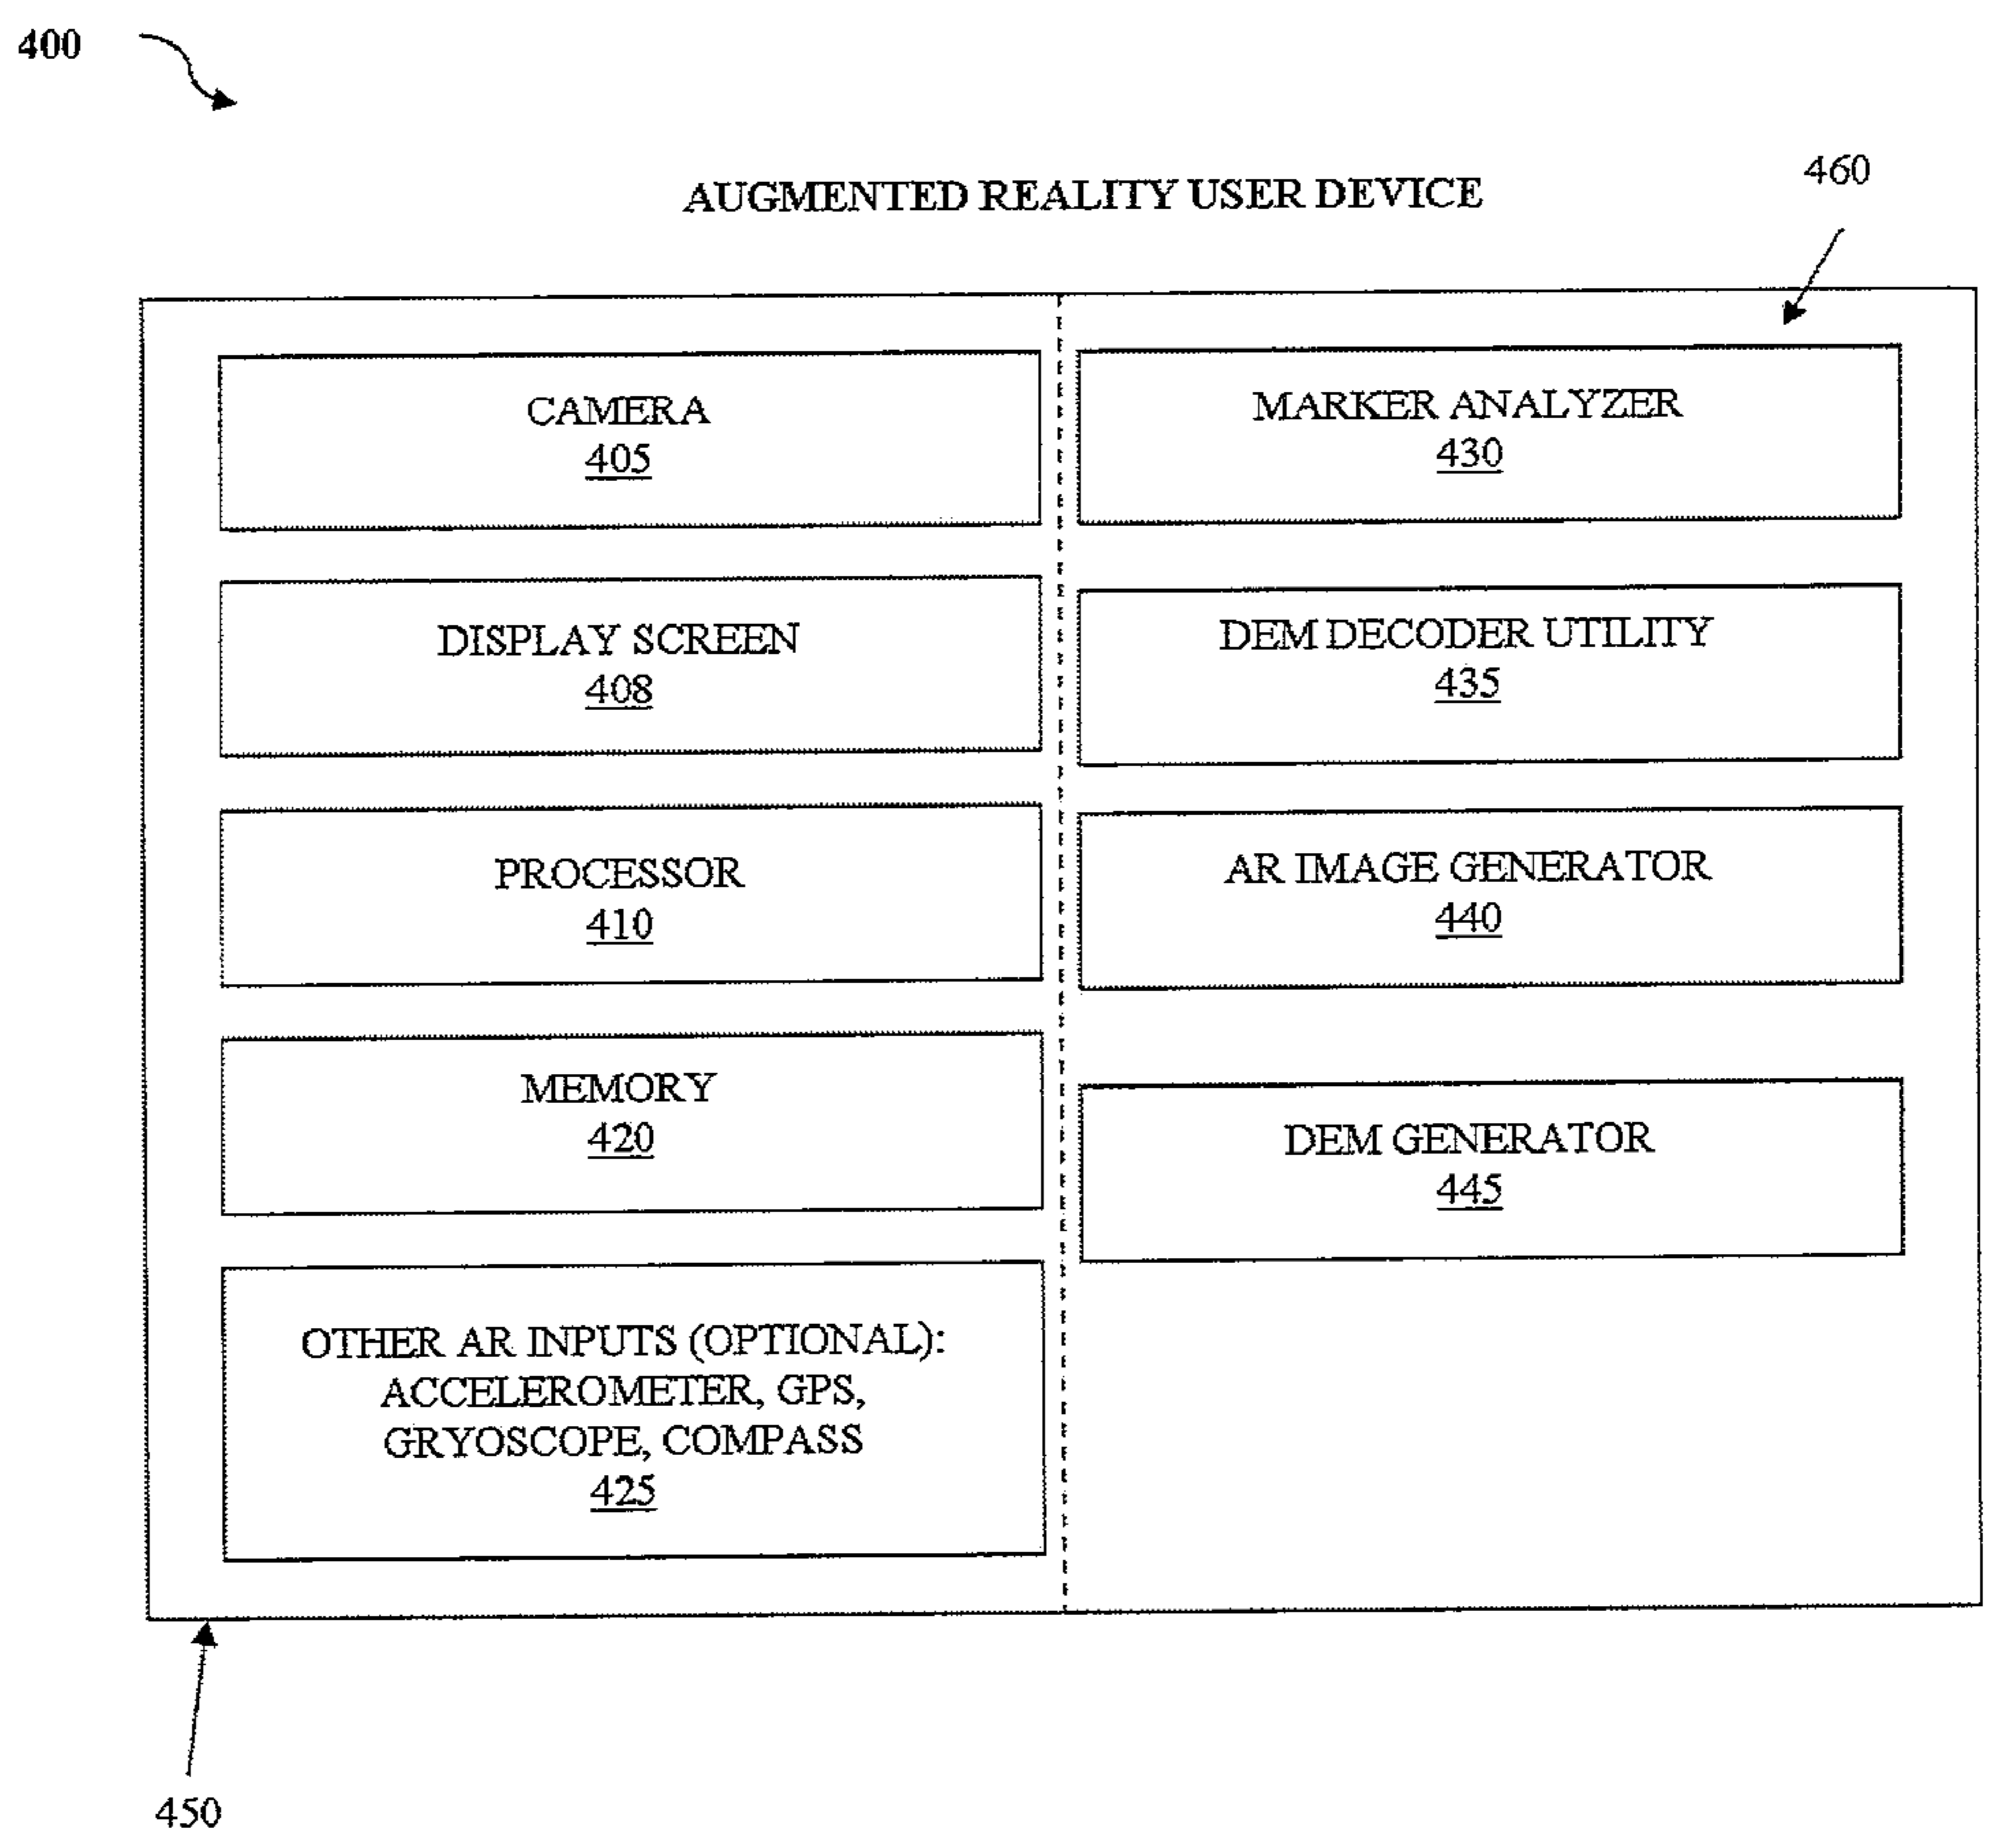 400
460
AUGMENTED REALITY USER DEVICE
CAMERA
405
DISPLAY SCREEN
408
PROCESSOR
410
MEMORY
420
OTHER AR INPUTS (OPTIONAL):
ACCELEROMETER, GPS,
GRYOSCOPE, COMPASS
425
MARKER ANALYZER
430
DEM DECODER UTILITY
435
AR IMAGE GENERATOR
440
DEM GENERATOR
445
450